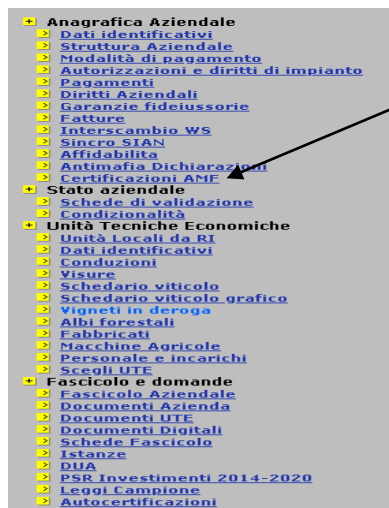 Anagrafica Aziendale
Dati identificativi
Struttura Aziendale
Modalità di pagamento
Autorizzazioni e diritti di impianto
Pagamenti
Diritti Aziendali
Garanzie fideiussorie
Fatture
Interscambio WS
Sincro SIAN
Affidabilita
Antimafia Dichiarazioni
Certificazioni AMF
Stato aziendale
Schede di validazione
Condizionalità
Unità Tecniche Economiche
Unità Locali da RI
Dati identificativi
Conduzioni
Visure
Schedario viticolo
Schedario viticolo grafico
Vigneti in deroga
Albi forestali
Fabbricati
Macchine Agricole
Personale e incarichi
Scegli UTE
Fascicolo e domande
Fascicolo Aziendale
Documenti Azienda
Documenti UTE
Documenti Digitali
Schede Fascicolo
Istanze
DUA
PSR Investimenti 2014-2020
Leggi Campione
Autocertificazioni